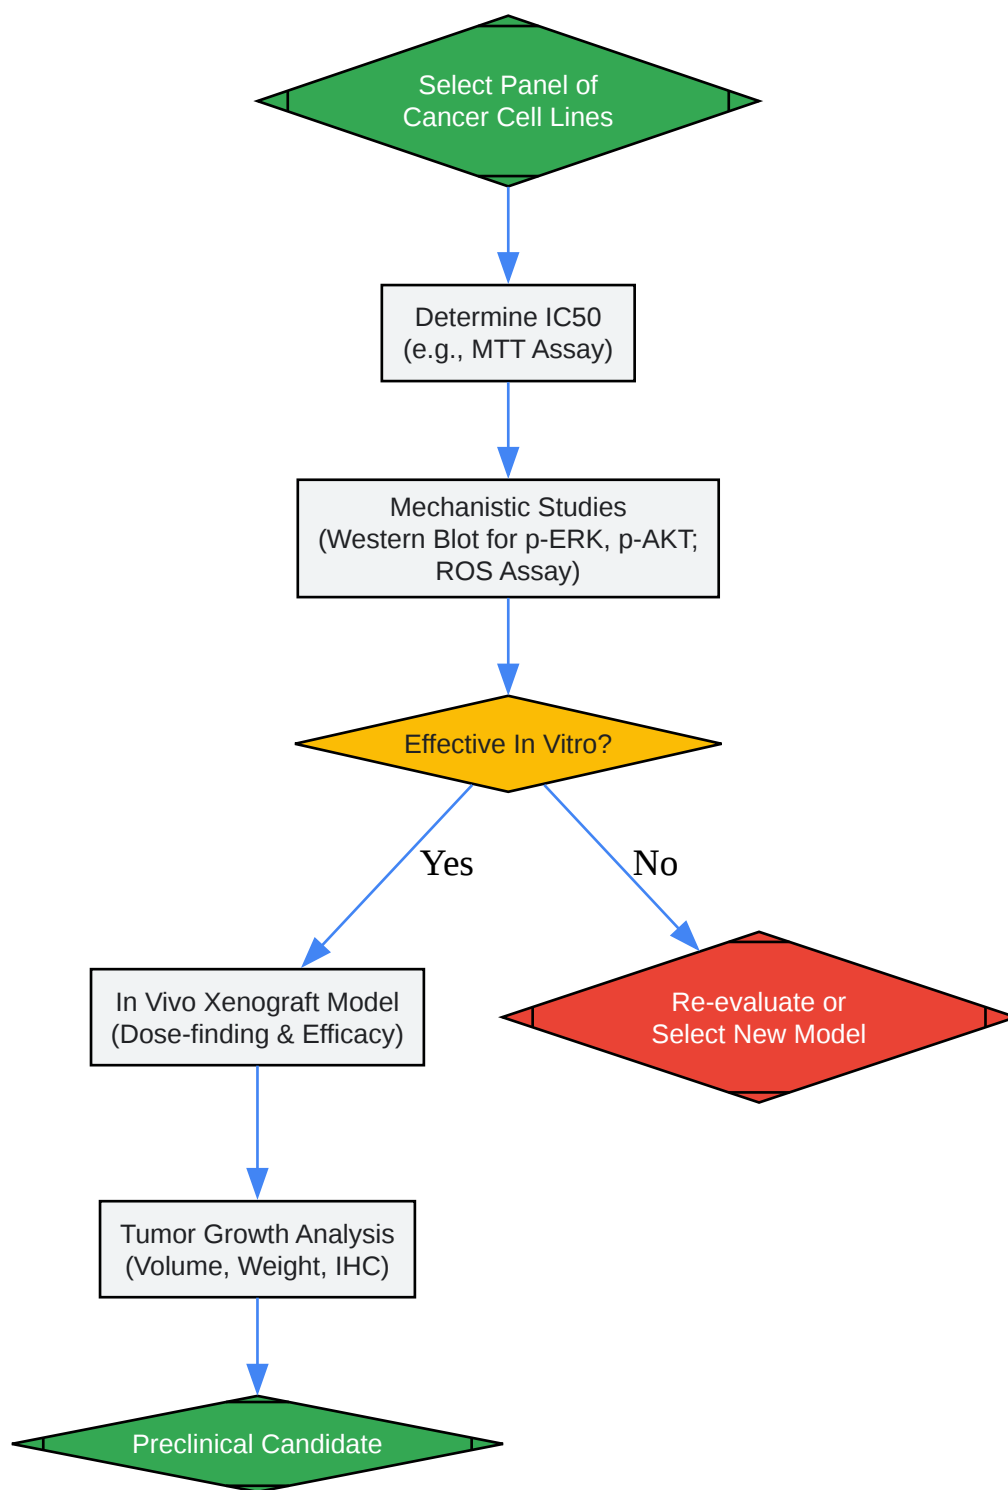 Select Panel of
Cancer Cell Lines
Determine IC50
(e.g., MTT Assay)
Mechanistic Studies
(Western Blot for p-ERK, p-AKT;
ROS Assay)
Effective In Vitro?
Yes
No
In Vivo Xenograft Model
(Dose-finding & Efficacy)
Re-evaluate or
Select New Model
Tumor Growth Analysis
(Volume, Weight, IHC)
Preclinical Candidate